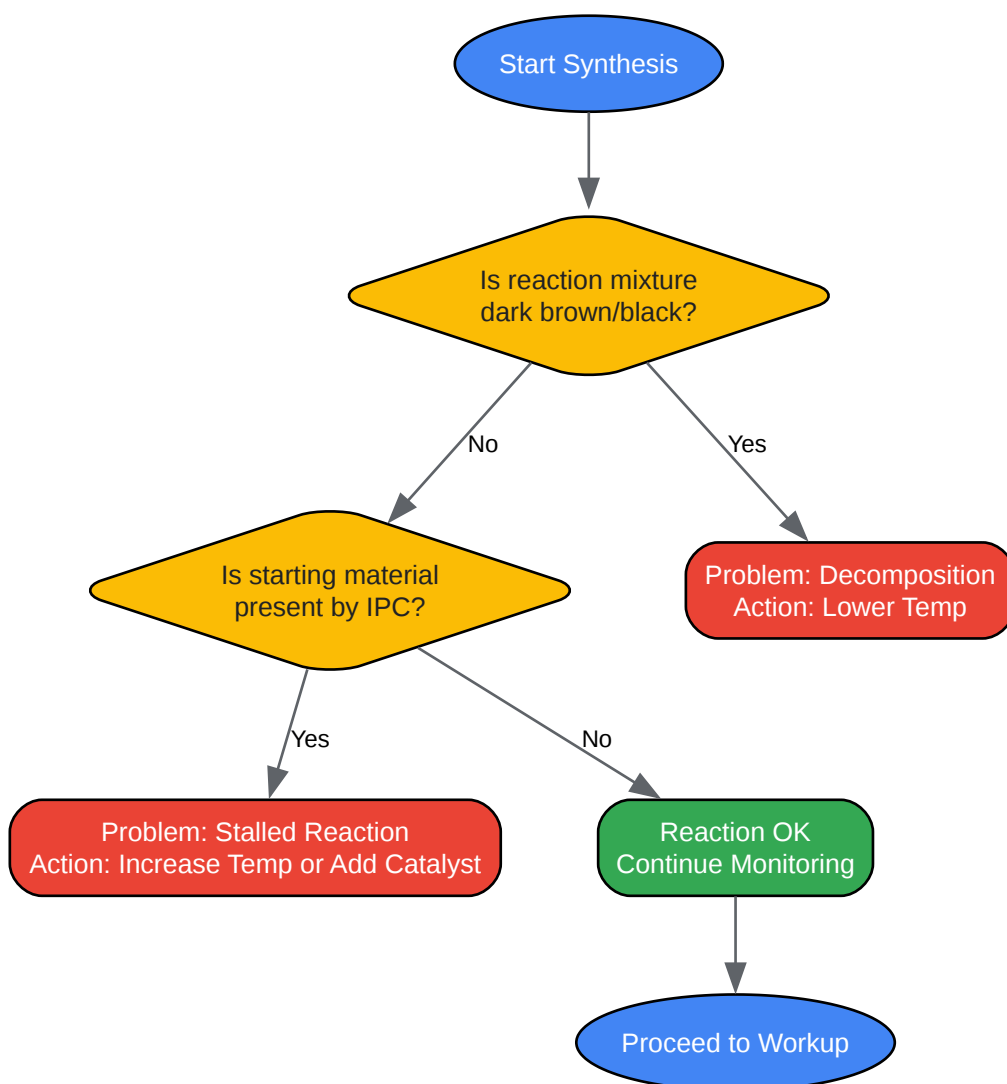 Start Synthesis
Is reaction mixture
dark brown/black?
No
Yes
Is starting material
present by IPC?
Problem: Decomposition
Action: Lower Temp
Yes
No
Problem: Stalled Reaction
Action: Increase Temp or Add Catalyst
Reaction OK
Continue Monitoring
Proceed to Workup